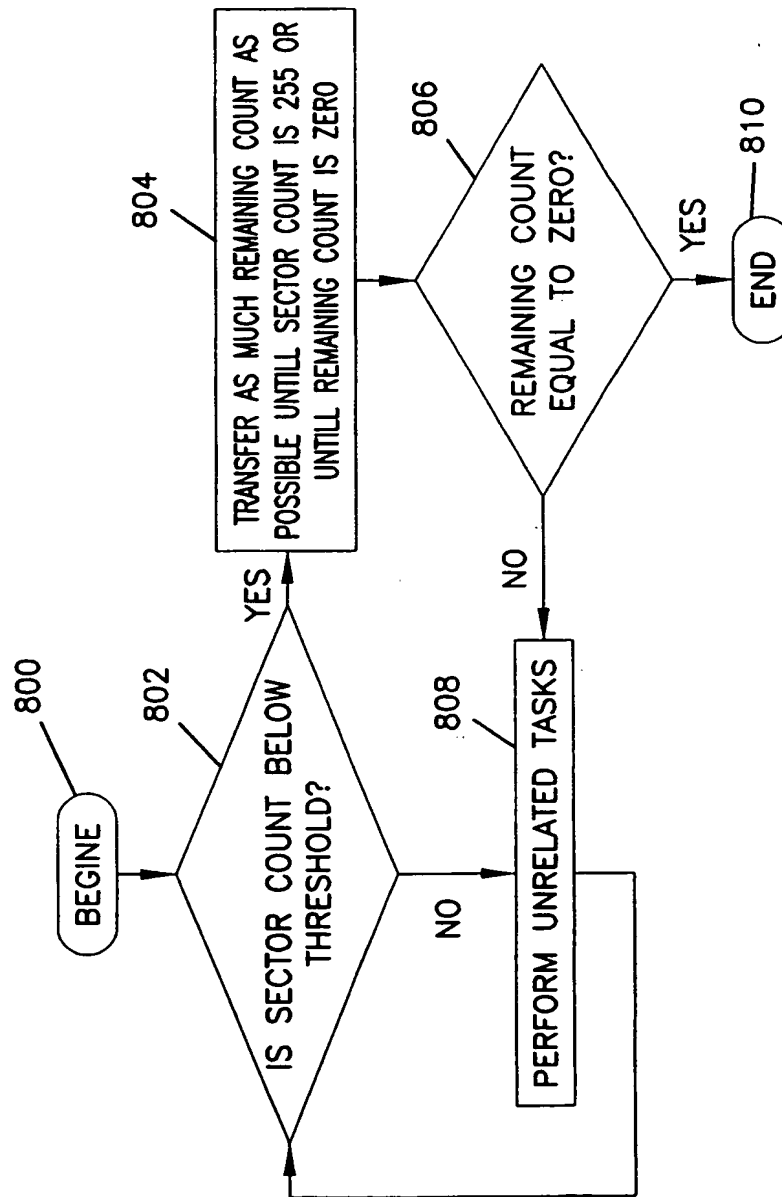 800
BEGINE
802
IS SECTOR COUNT BELOW
THRESHOLD?
YES
NO
804
TRANSFER AS MUCH REMAINING COUNT AS
POSSIBLE UNTILL SECTOR COUNT IS 255 OR
UNTILL REMAINING COUNT IS ZERO
806
REMAINING COUNT
EQUAL TO ZERO?
NO
YES
808
PERFORM UNRELATED TASKS
810
END